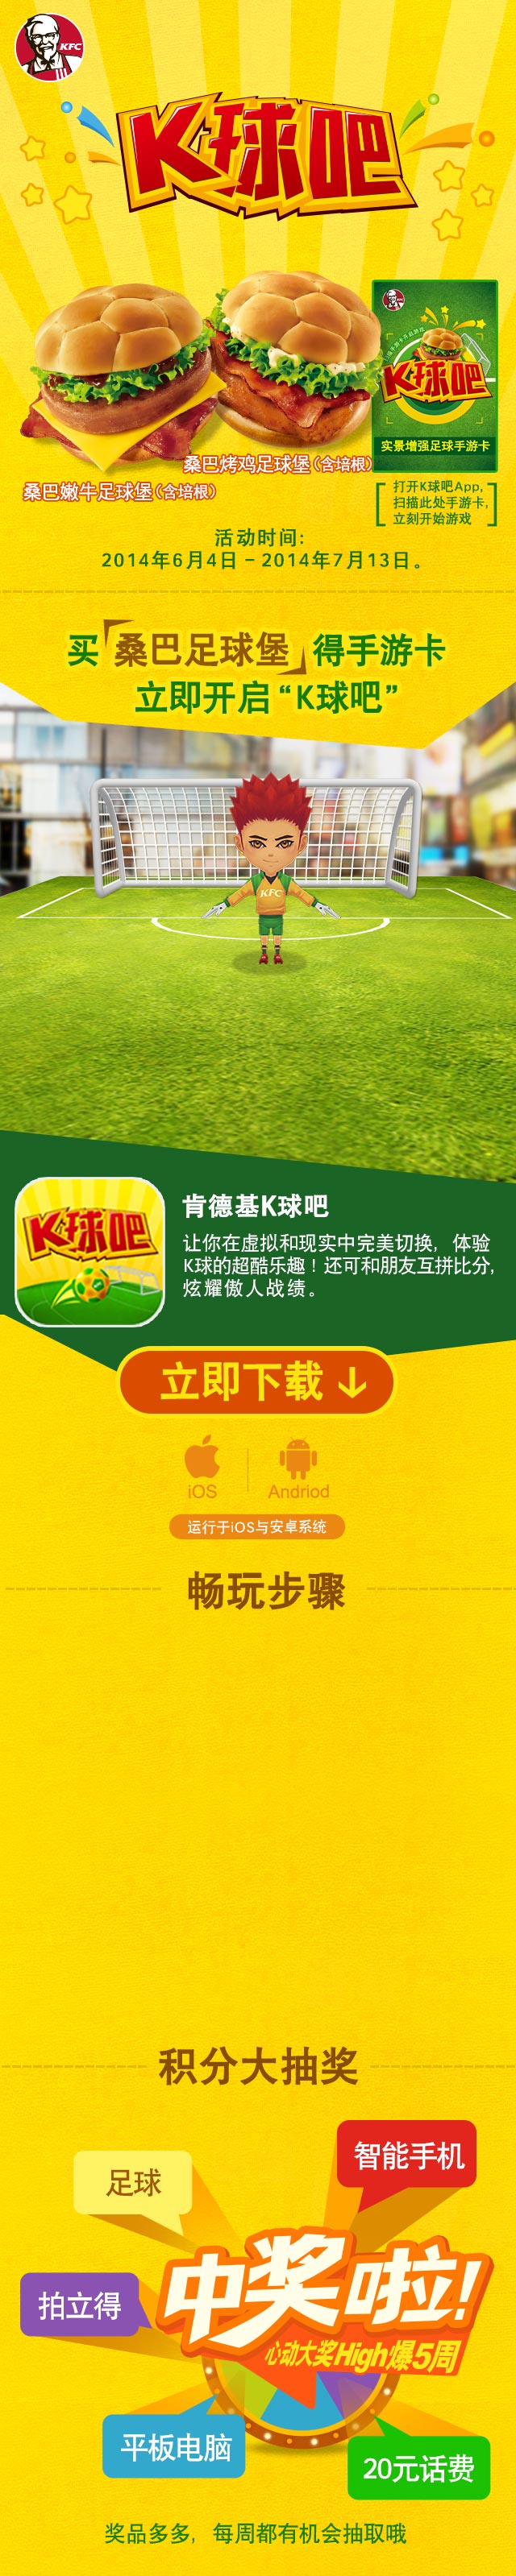 KFC
K球吧
K球吧
实景增强足球手游卡
桑巴烤鸡足球堡(含培根)
桑巴嫩牛足球堡(含培根)
打开K球吧App,
扫描此处手游卡,
立刻开始游戏
活动时间:
2014年6月4日－2014年7月13日。
买「桑巴足球堡」得手游卡
立即开启“K球吧”
KFC
K球吧
肯德基K球吧
让你在虚拟和现实中完美切换，体验
K球的超酷乐趣！还可和朋友互拼比分,
炫耀傲人战绩。
立即下载↓
iOS
Andriod
运行于iOS与安卓系统
畅玩步骤
积分大抽奖
智能手机
足球
中奖啦!
拍立得
心动大奖High爆5周
平板电脑
20元话费
奖品多多，每周都有机会抽取哦